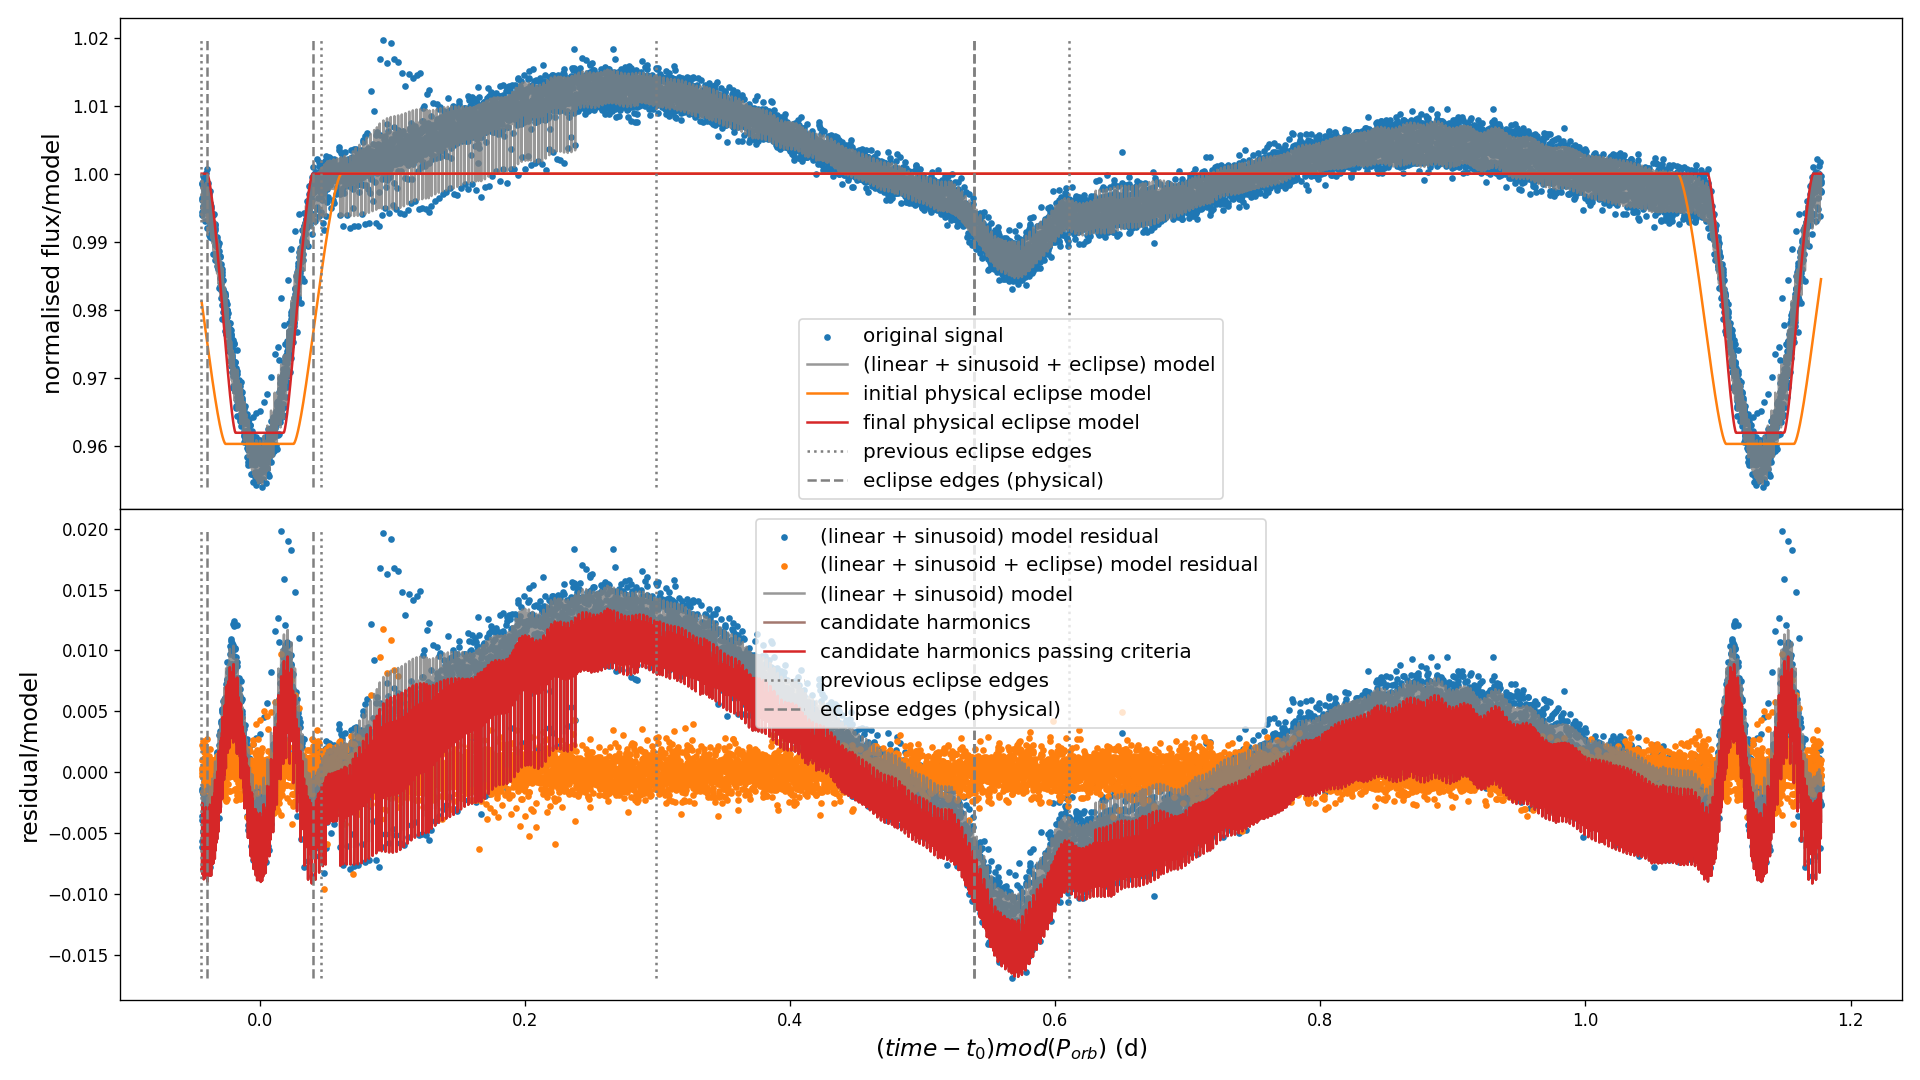 1.02
1.01
1.00
0.99
0.98
0.97
0.96
normalised flux/model
original signal
(linear + sinusoid + eclipse) model
initial physical eclipse model
final physical eclipse model
previous eclipse edges
eclipse edges (physical)
0.020
0.015
0.010
0.005
0.000
−0.005
−0.010
−0.015
residual/model
(linear + sinusoid) model residual
(linear + sinusoid + eclipse) model residual
(linear + sinusoid) model
candidate harmonics
candidate harmonics passing criteria
previous eclipse edges
eclipse edges (physical)
0.0 0.2 0.4 0.6 0.8 1.0 1.2
(time − t₀)mod(P_orb) (d)